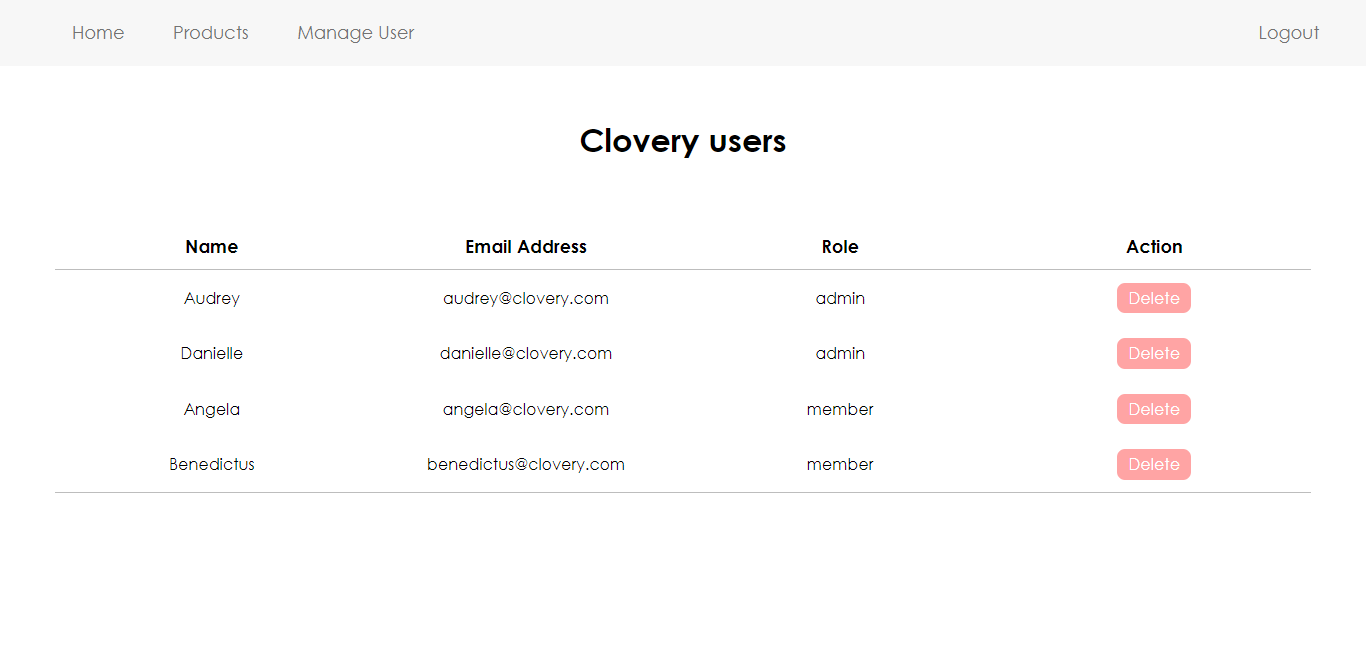 Home Products Manage User Logout
Clovery users
Name Email Address Role Action
Audrey audrey@clovery.com admin Delete
Danielle danielle@clovery.com admin Delete
Angela angela@clovery.com member Delete
Benedictus benedictus@clovery.com member Delete